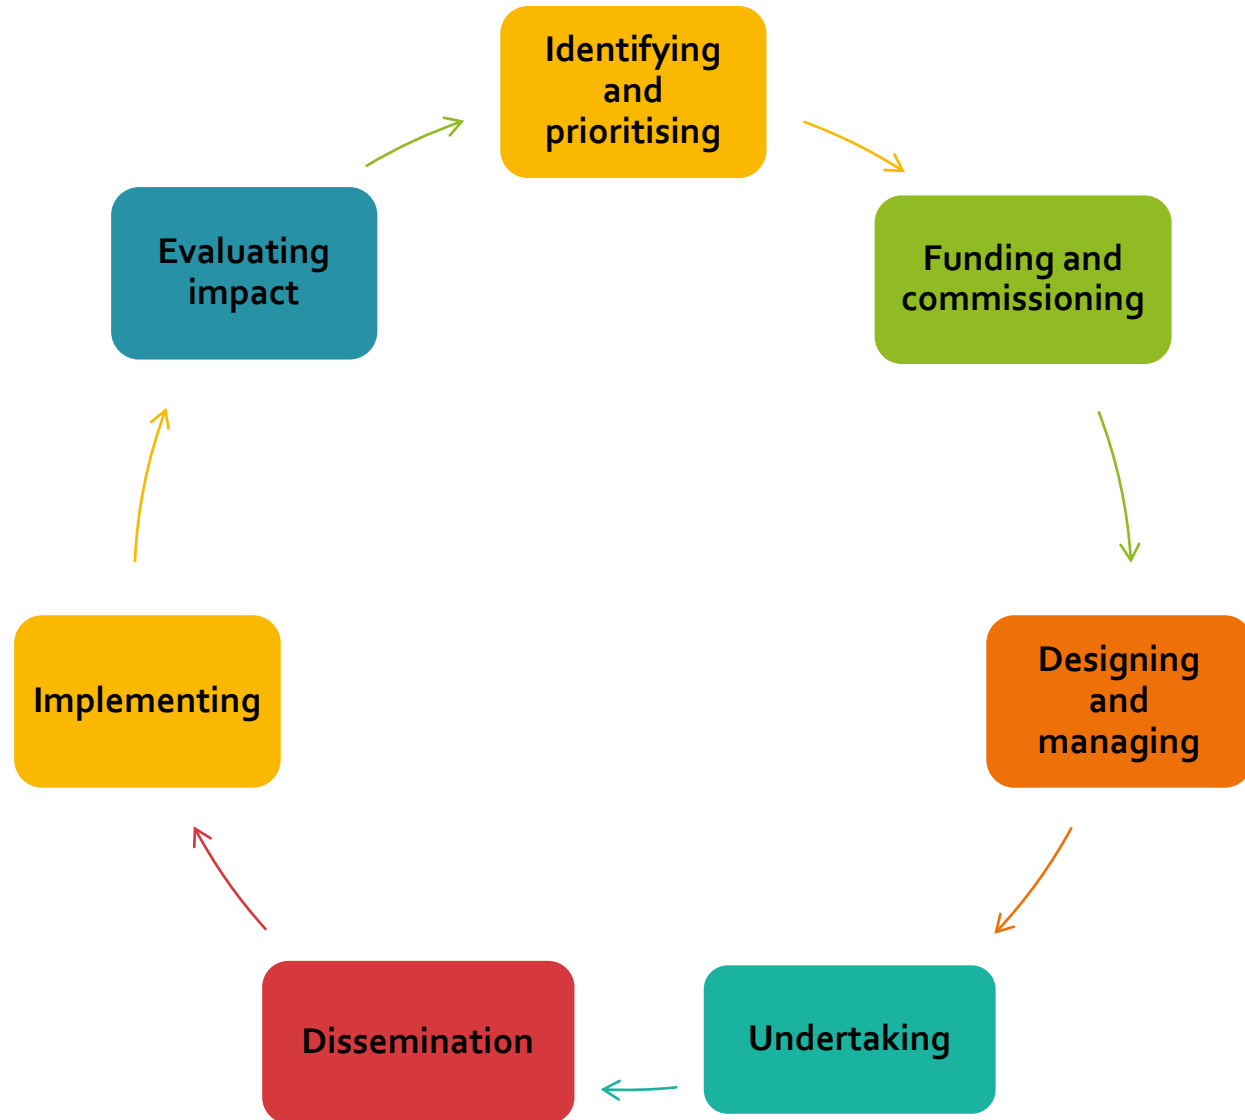 Identifying
and
prioritising
Funding and
commissioning
Designing
and
managing
Undertaking
Dissemination
Implementing
Evaluating
impact